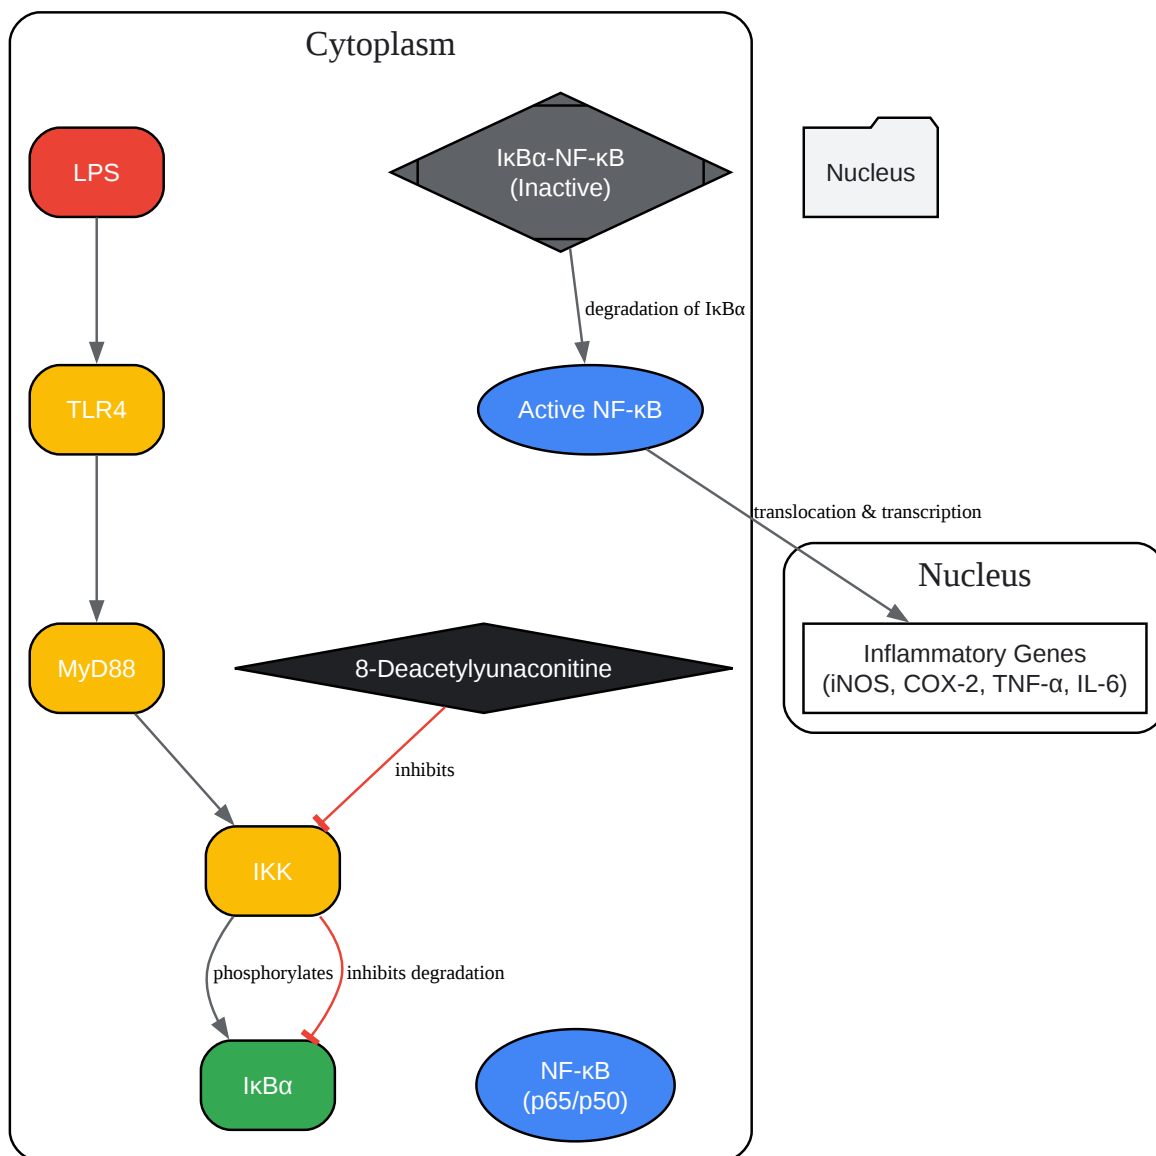 Cytoplasm
LPS
IκBα-NF-κB
(Inactive)
Nucleus
degradation of IκBα
TLR4
Active NF-κB
translocation & transcription
Nucleus
MyD88
8-Deacetylyunaconitine
Inflammatory Genes
(iNOS, COX-2, TNF-α, IL-6)
inhibits
IKK
phosphorylates
inhibits degradation
IκBα
NF-κB
(p65/p50)